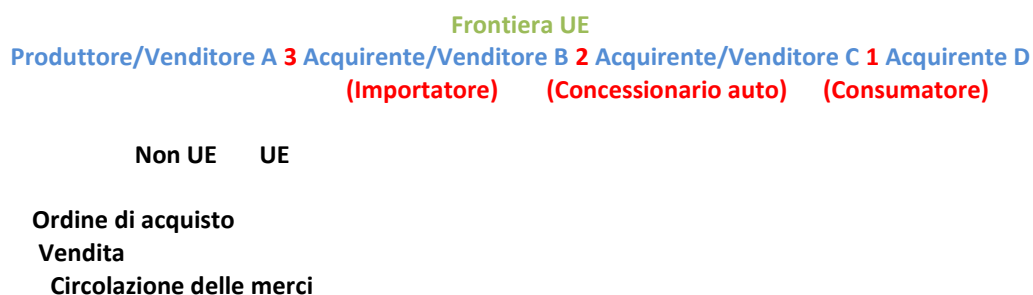 Frontiera UE
Produttore/Venditore A 3 Acquirente/Venditore B 2 Acquirente/Venditore C 1 Acquirente D
(Importatore) (Concessionario auto) (Consumatore)
Non UE UE
Ordine di acquisto
Vendita
Circolazione delle merci